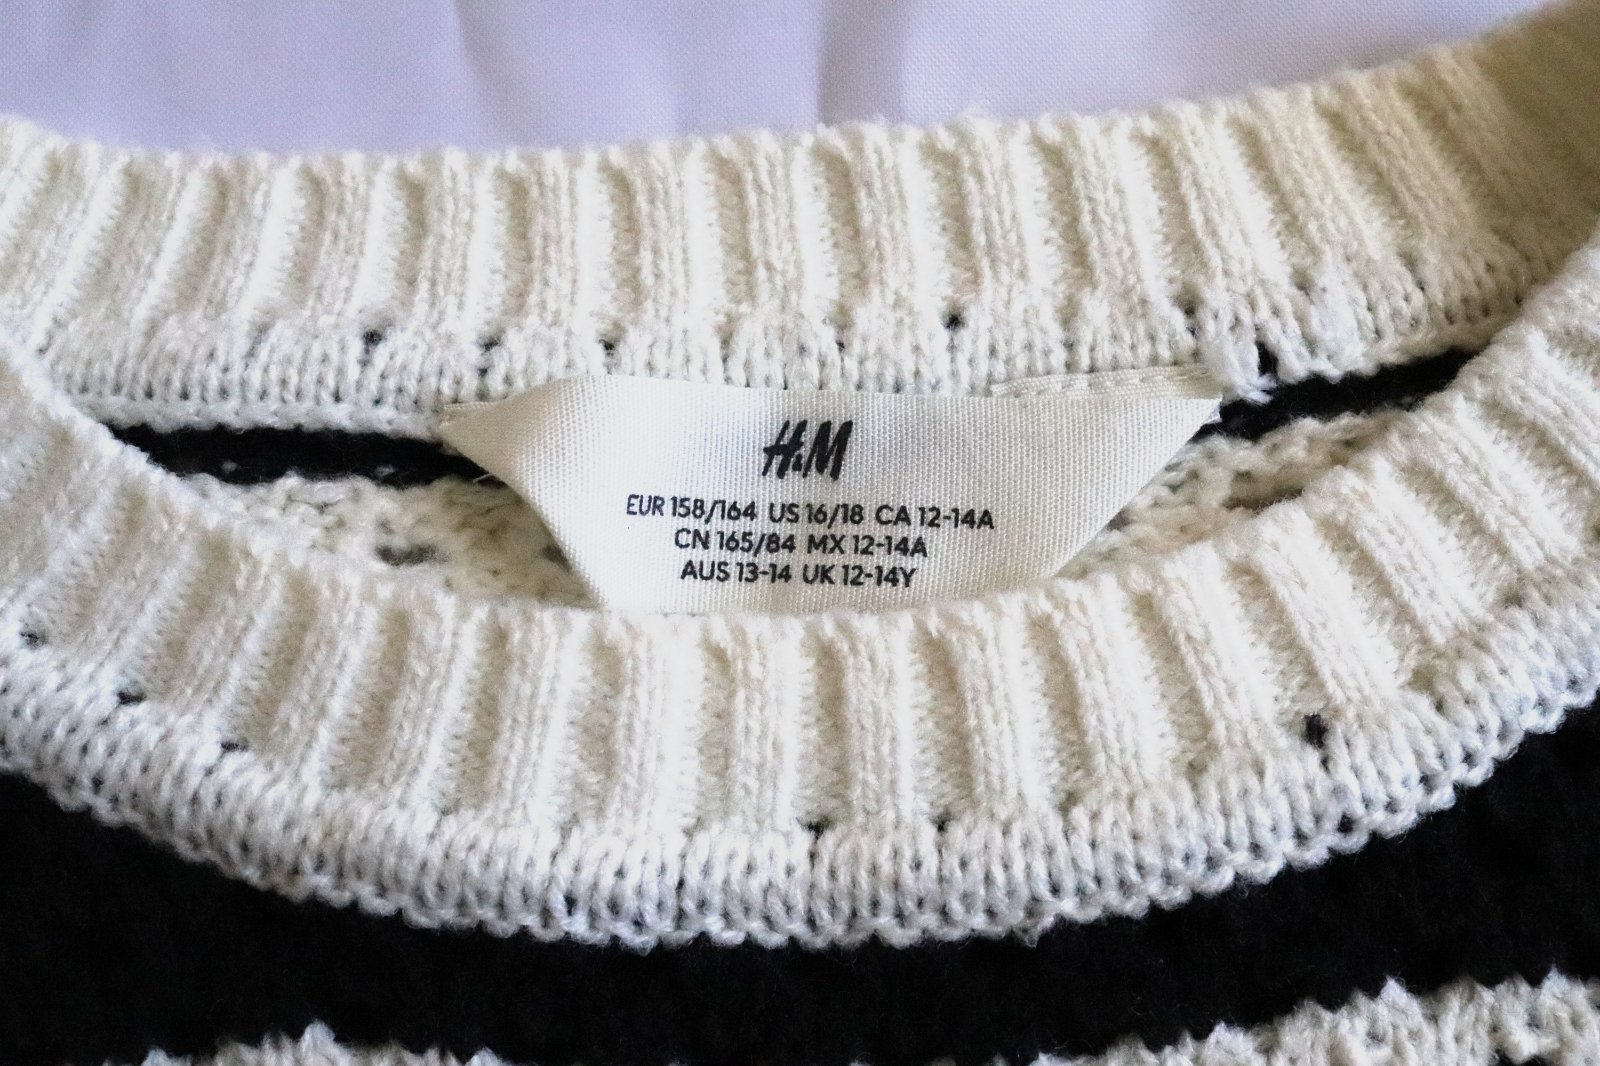 H&M
EUR 158/164 US 16/18 CA 12-14A
CN 165/84 MX 12-14A
AUS 13-14 UK 12-14Y